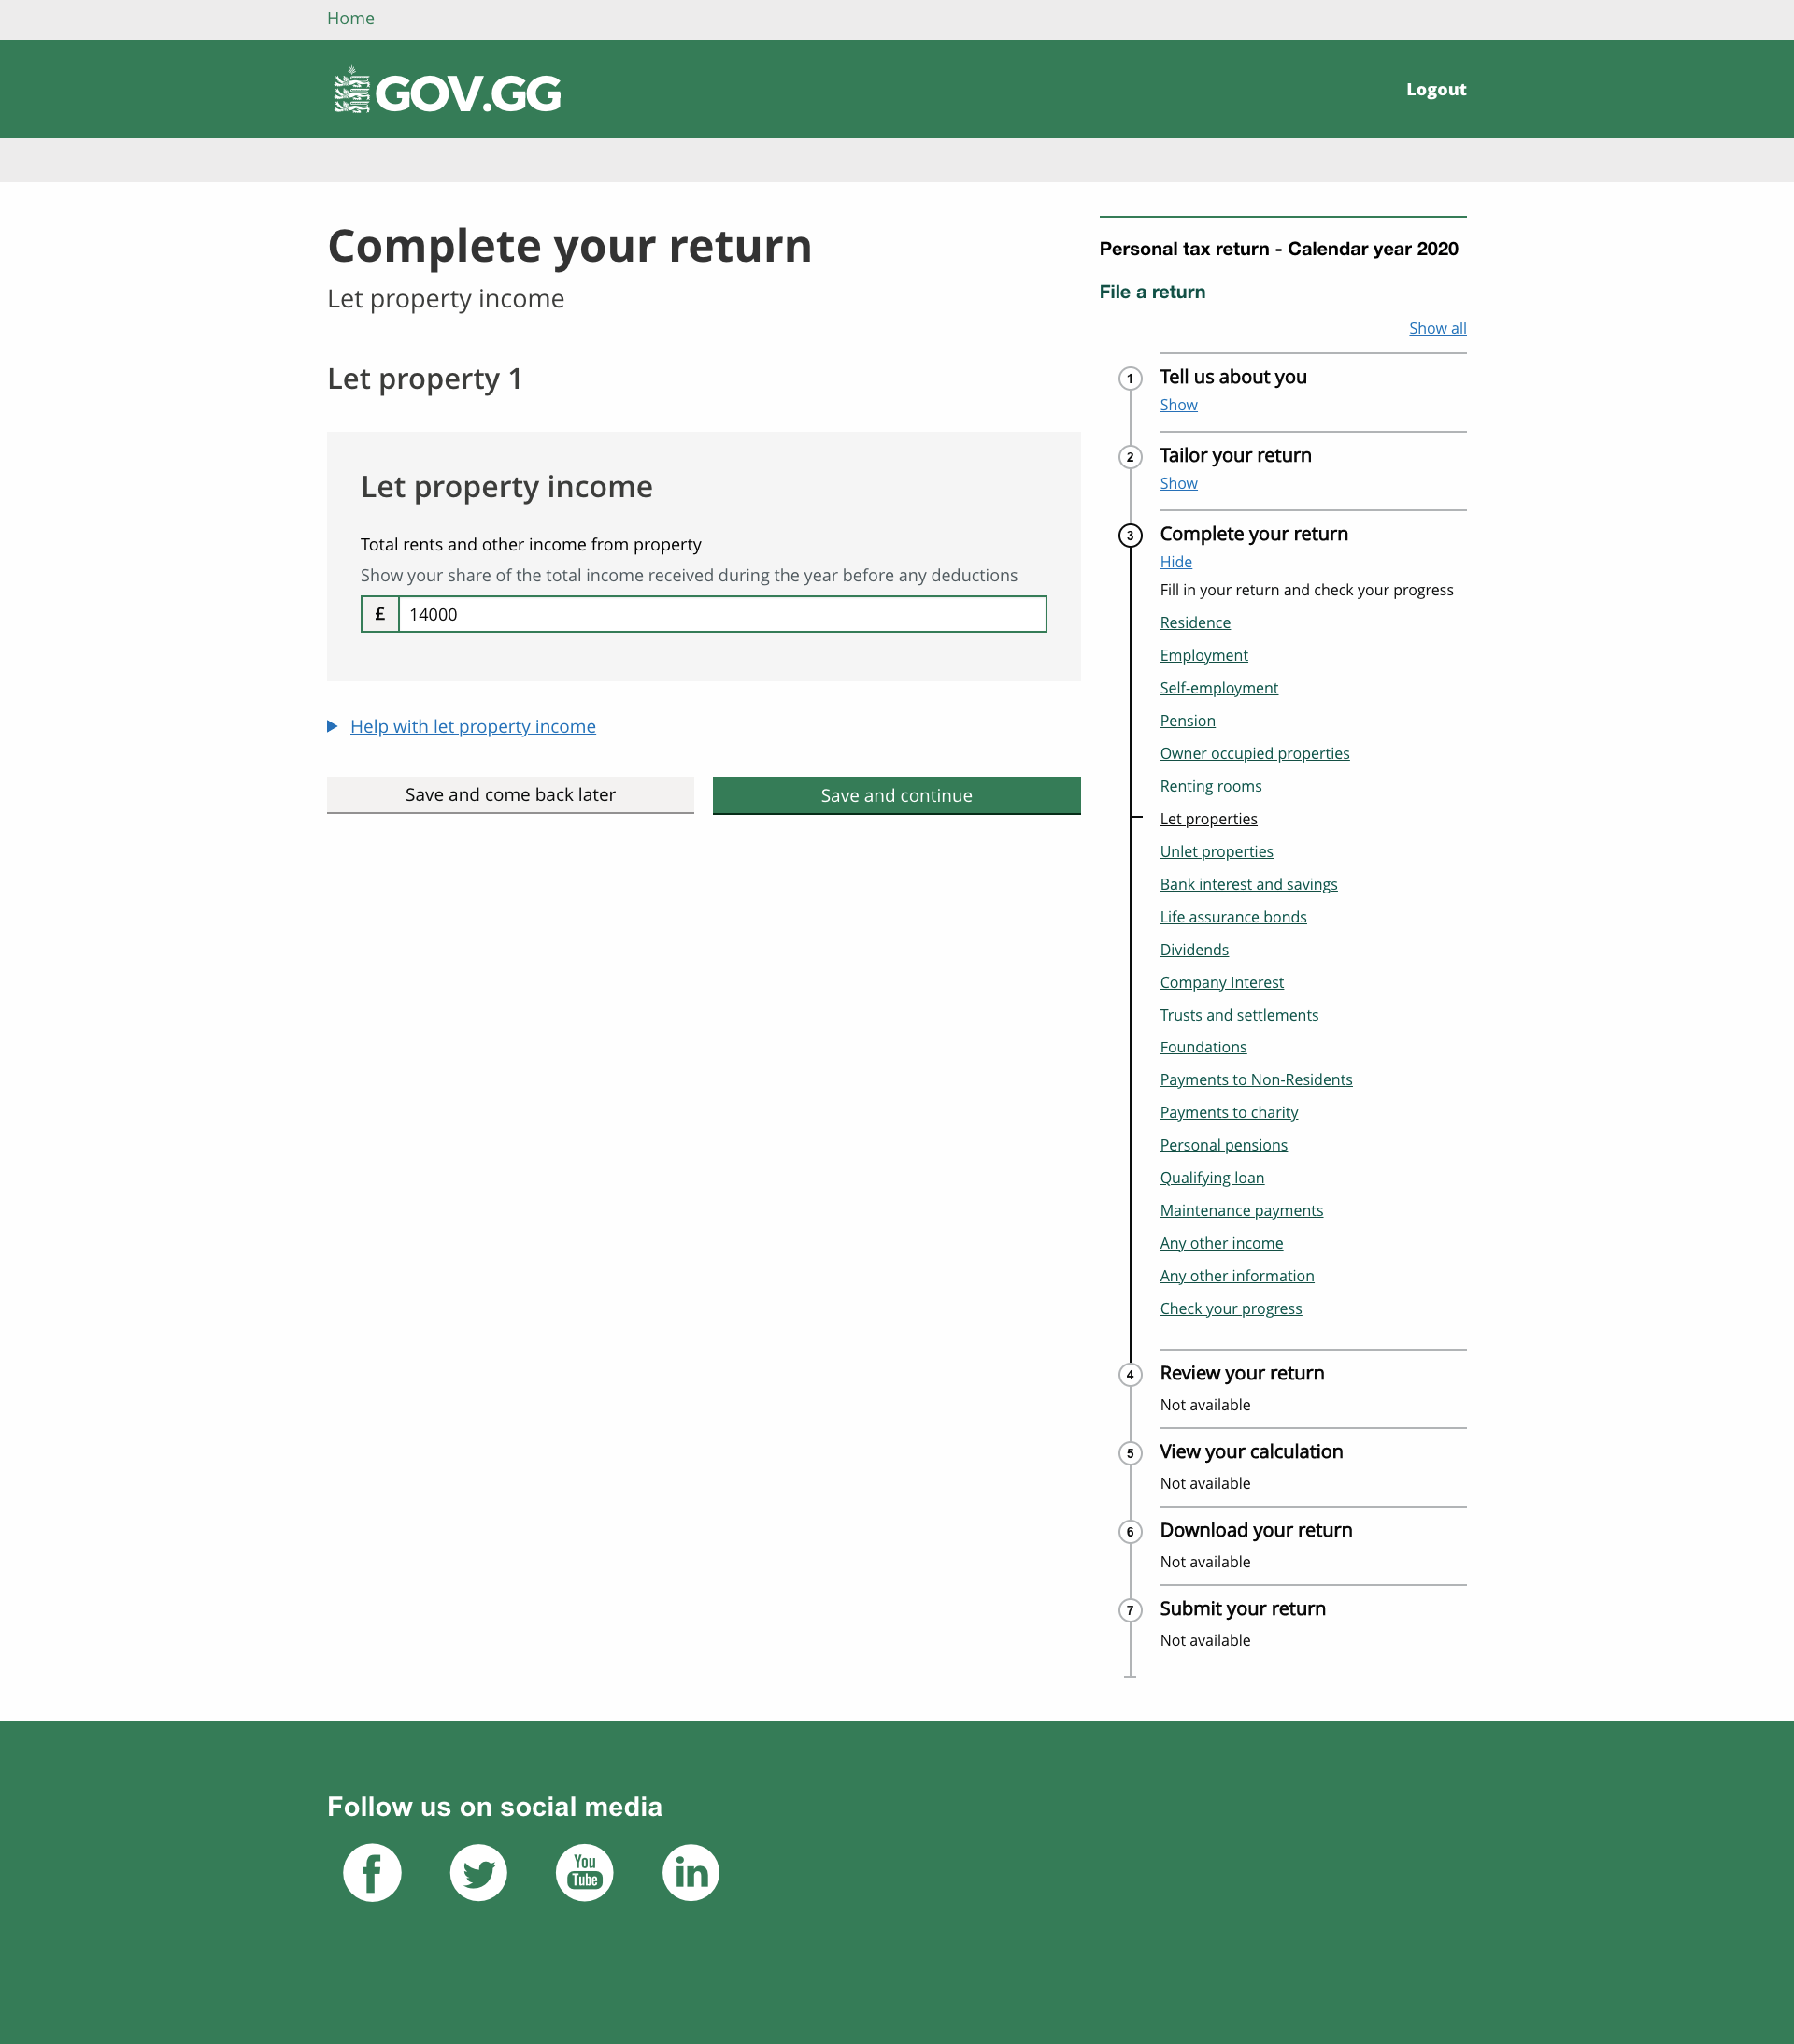 Home
GOV.GG
Logout
Complete your return
Let property income
Let property 1
Let property income
Total rents and other income from property
Show your share of the total income received during the year before any deductions
£ 14000
Help with let property income
Save and come back later
Save and continue
Personal tax return - Calendar year 2020
File a return
Show all
1 Tell us about you
Show
2 Tailor your return
Show
3 Complete your return
Hide
Fill in your return and check your progress
Residence
Employment
Self-employment
Pension
Owner occupied properties
Renting rooms
Let properties
Unlet properties
Bank interest and savings
Life assurance bonds
Dividends
Company Interest
Trusts and settlements
Foundations
Payments to Non-Residents
Payments to charity
Personal pensions
Qualifying loan
Maintenance payments
Any other income
Any other information
Check your progress
4 Review your return
Not available
5 View your calculation
Not available
6 Download your return
Not available
7 Submit your return
Not available
Follow us on social media
f
You
Tube
in